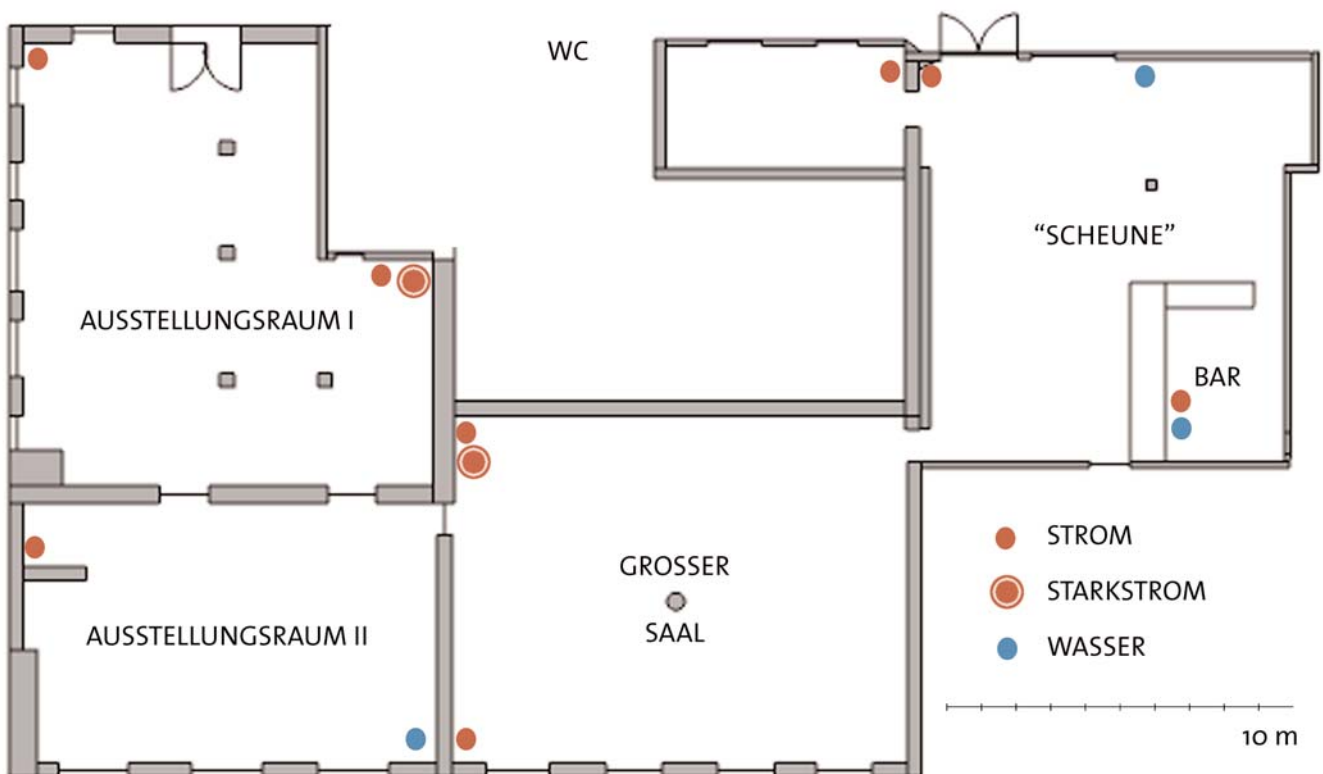 WC
“SCHEUNE”
AUSSTELLUNGSRAUM I
BAR
GROSSER
SAAL
AUSSTELLUNGSRAUM II
STROM
STARKSTROM
WASSER
10 m